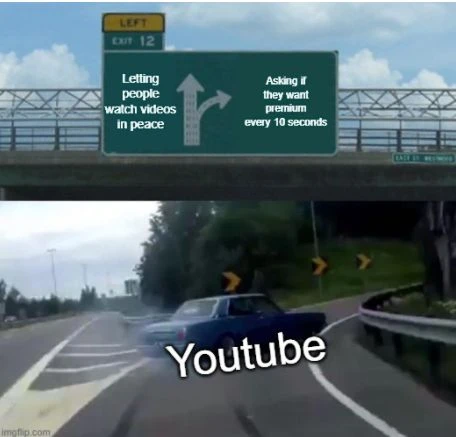 LEFT
EXIT 12
Letting
people
watch videos
in peace
Asking if
they want
premium
every 10 seconds
Youtube
imgflip.com